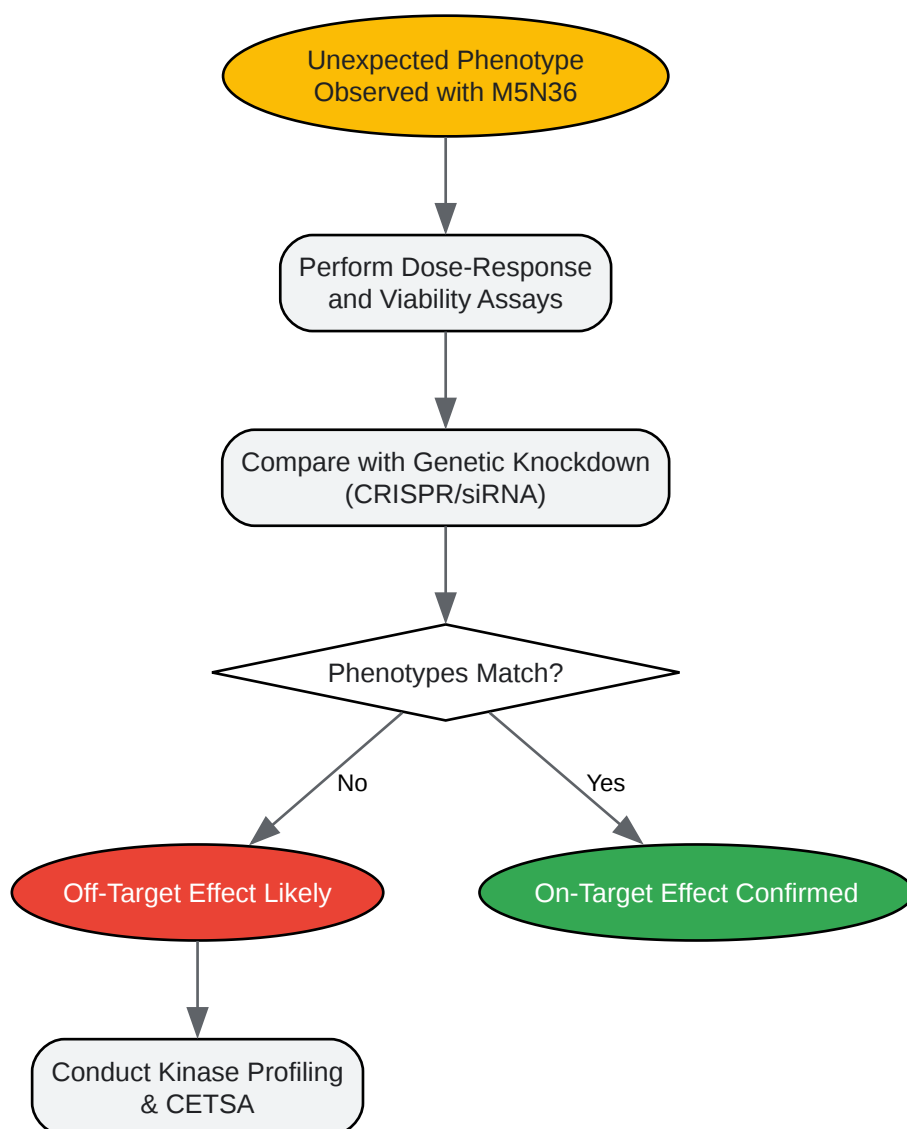 Unexpected Phenotype
Observed with M5N36
Perform Dose-Response
and Viability Assays
Compare with Genetic Knockdown
(CRISPR/siRNA)
Phenotypes Match?
No
Yes
Off-Target Effect Likely
On-Target Effect Confirmed
Conduct Kinase Profiling
& CETSA